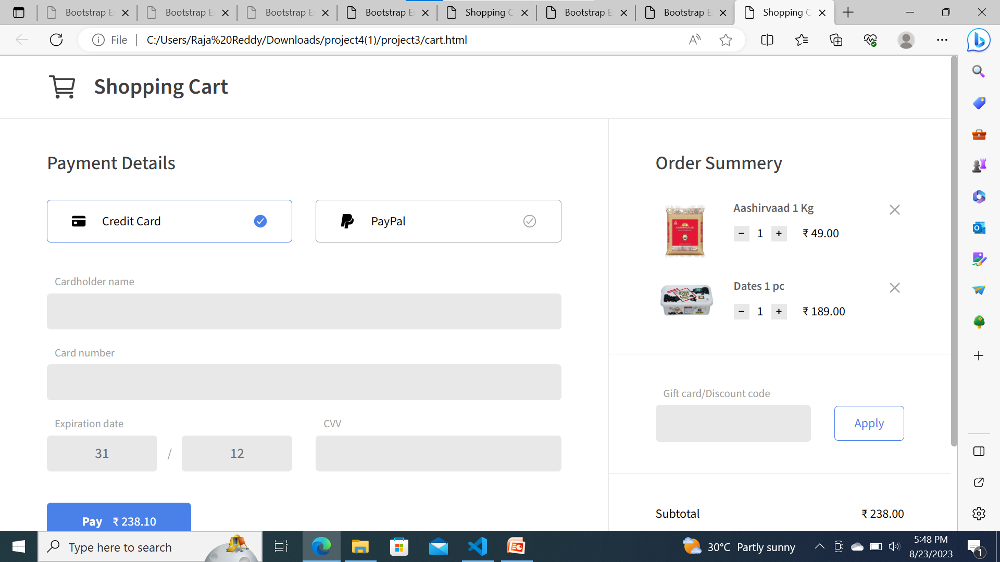 Bootstrap E
Bootstrap E
Bootstrap E
Bootstrap E
Shopping C
Bootstrap E
Bootstrap E
Shopping C
File
C:/Users/Raja%20Reddy/Downloads/project4(1)/project3/cart.html
Shopping Cart
Payment Details
Credit Card
PayPal
Cardholder name
Card number
Expiration date
CVV
31 / 12
Pay ₹ 238.10
Order Summery
Aashirvaad 1 Kg
− 1 + ₹ 49.00
AASHIRVAAD
Dates 1 pc
− 1 + ₹ 189.00
Gift card/Discount code
Apply
Subtotal ₹ 238.00
Type here to search
30°C Partly sunny
5:48 PM
8/23/2023
1